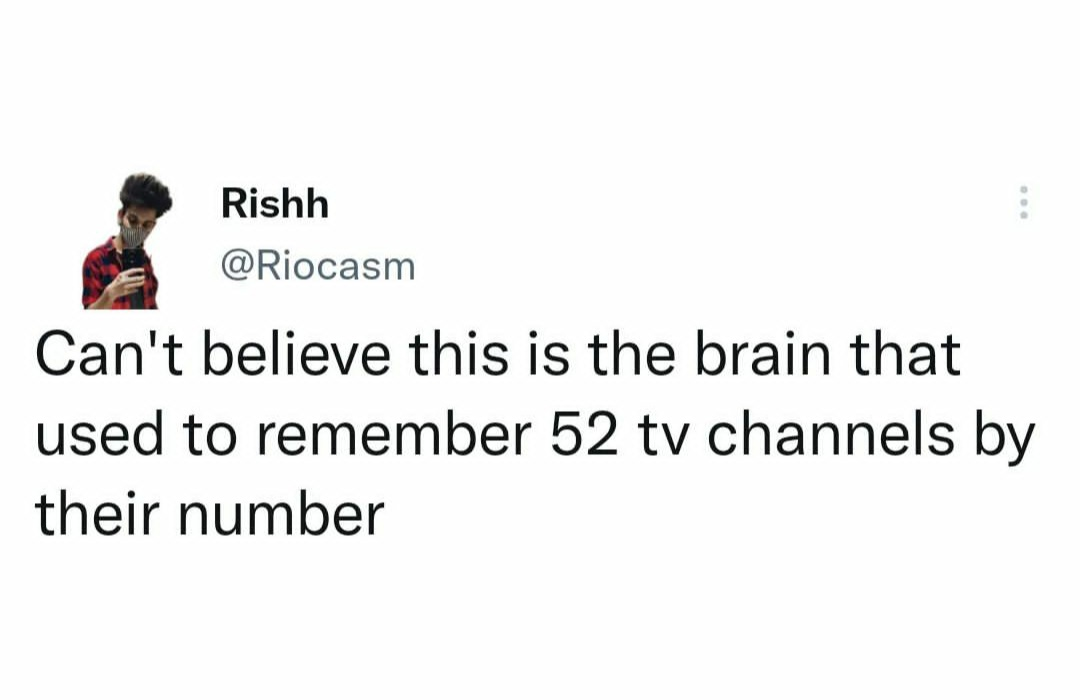 Rishh
@Riocasm
Can't believe this is the brain that
used to remember 52 tv channels by
their number